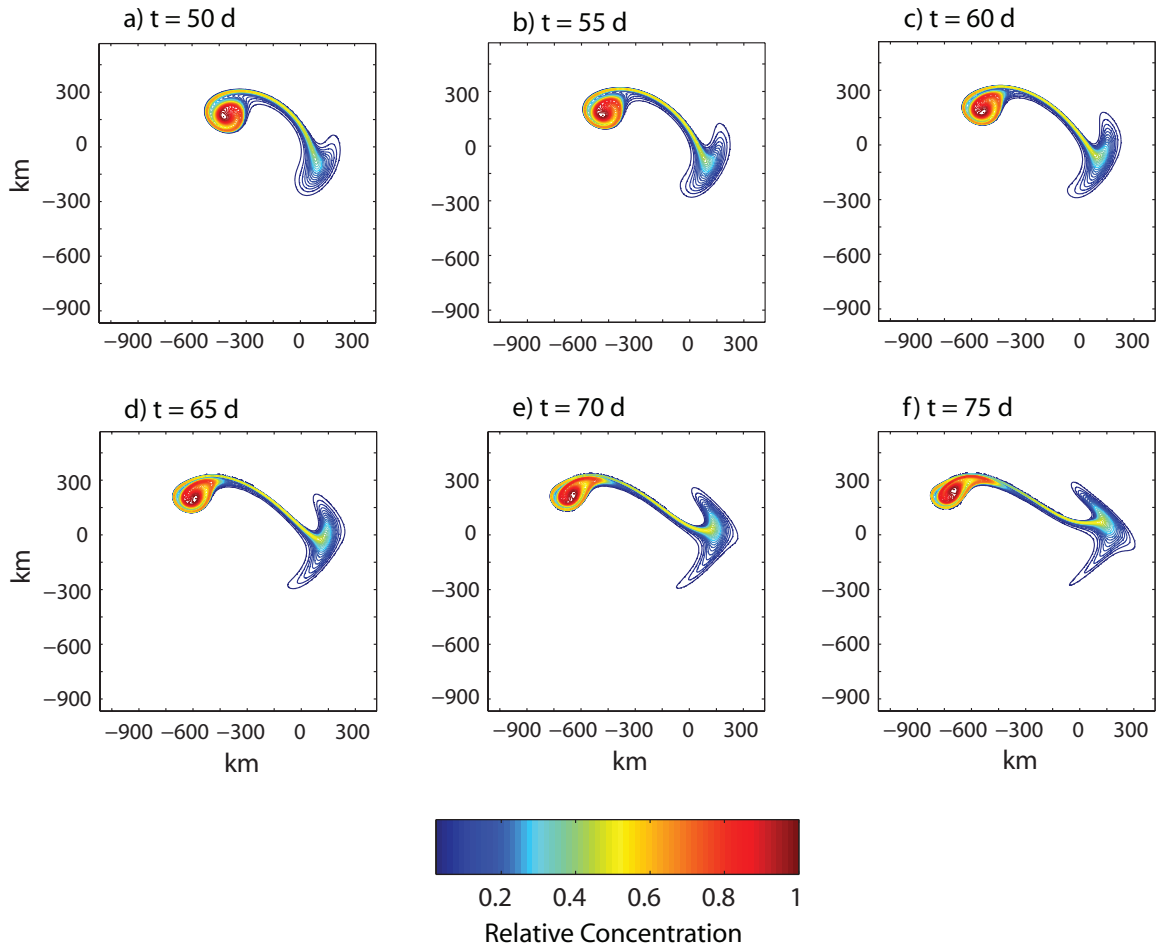 a) t = 50 d
b) t = 55 d
c) t = 60 d
300
0
−300
−600
−900
km
−900 −600 −300 0 300
300
0
−300
−600
−900
−900 −600 −300 0 300
300
0
−300
−600
−900
−900 −600 −300 0 300
d) t = 65 d
e) t = 70 d
f) t = 75 d
300
0
−300
−600
−900
km
−900 −600 −300 0 300
km
300
0
−300
−600
−900
−900 −600 −300 0 300
km
300
0
−300
−600
−900
−900 −600 −300 0 300
km
0.2 0.4 0.6 0.8 1
Relative Concentration